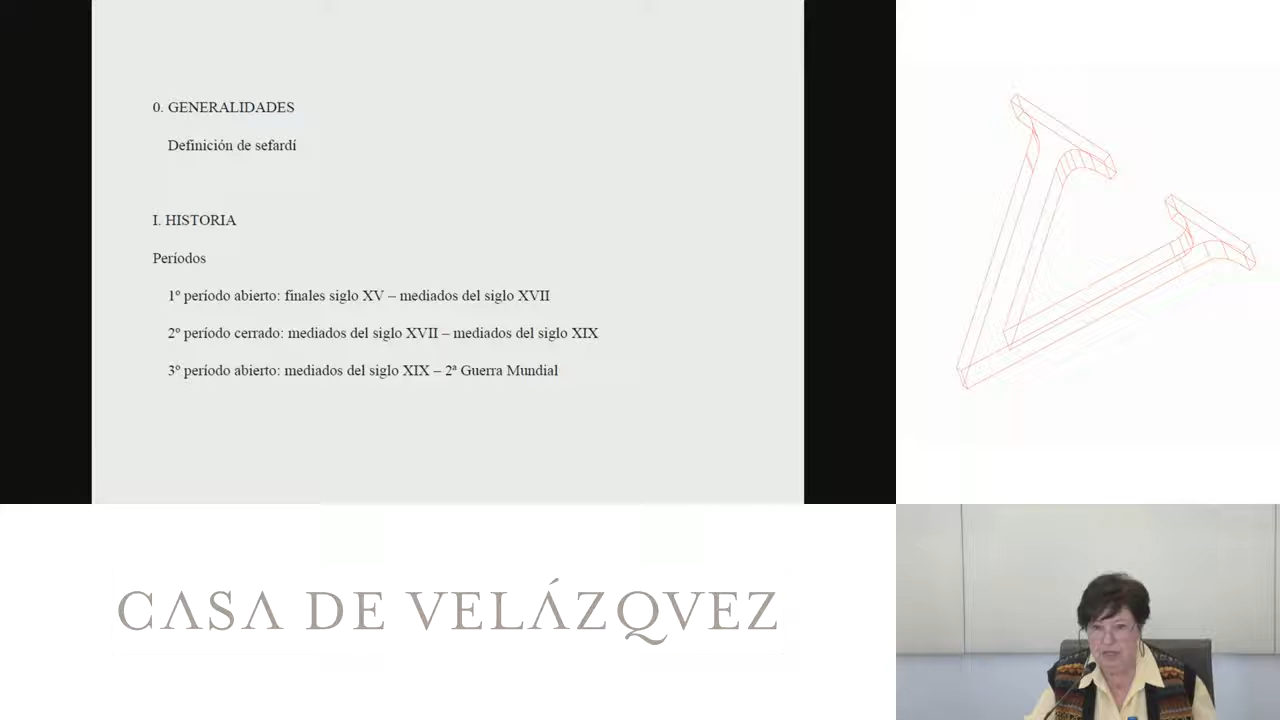 0. GENERALIDADES
Definición de sefardí
I. HISTORIA
Períodos
1º período abierto: finales siglo XV – mediados del siglo XVII
2º período cerrado: mediados del siglo XVII – mediados del siglo XIX
3º período abierto: mediados del siglo XIX – 2ª Guerra Mundial
CASA DE VELÁZQVEZ